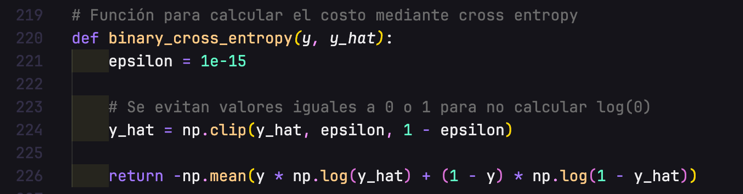 219 # Función para calcular el costo mediante cross entropy
220 def binary_cross_entropy(y, y_hat):
221 epsilon = 1e-15
222
223 # Se evitan valores iguales a 0 o 1 para no calcular log(0)
224 y_hat = np.clip(y_hat, epsilon, 1 - epsilon)
225
226 return -np.mean(y * np.log(y_hat) + (1 - y) * np.log(1 - y_hat))